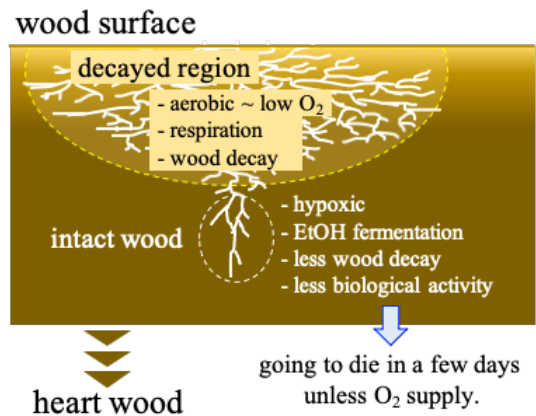 wood surface
decayed region
- aerobic ~ low O₂
- respiration
- wood decay
intact wood
- hypoxic
- EtOH fermentation
- less wood decay
- less biological activity
going to die in a few days
unless O₂ supply.
heart wood